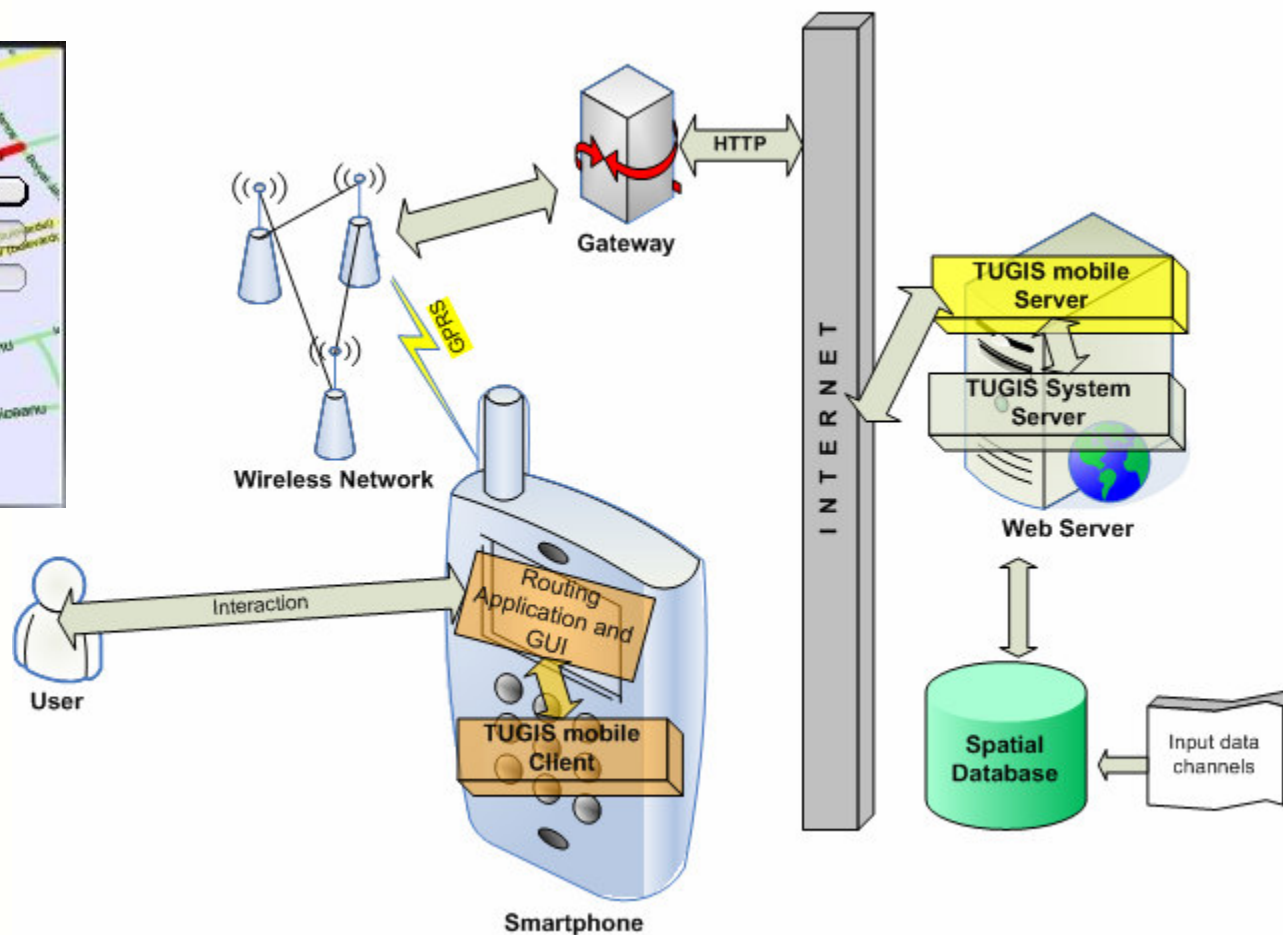 HTTP
Gateway
GPRS
Wireless Network
INTERNET
TUGIS mobile
Server
TUGIS System
Server
Web Server
Interaction
User
Routing
Application and
GUI
TUGIS mobile
Client
Smartphone
Spatial
Database
Input data
channels